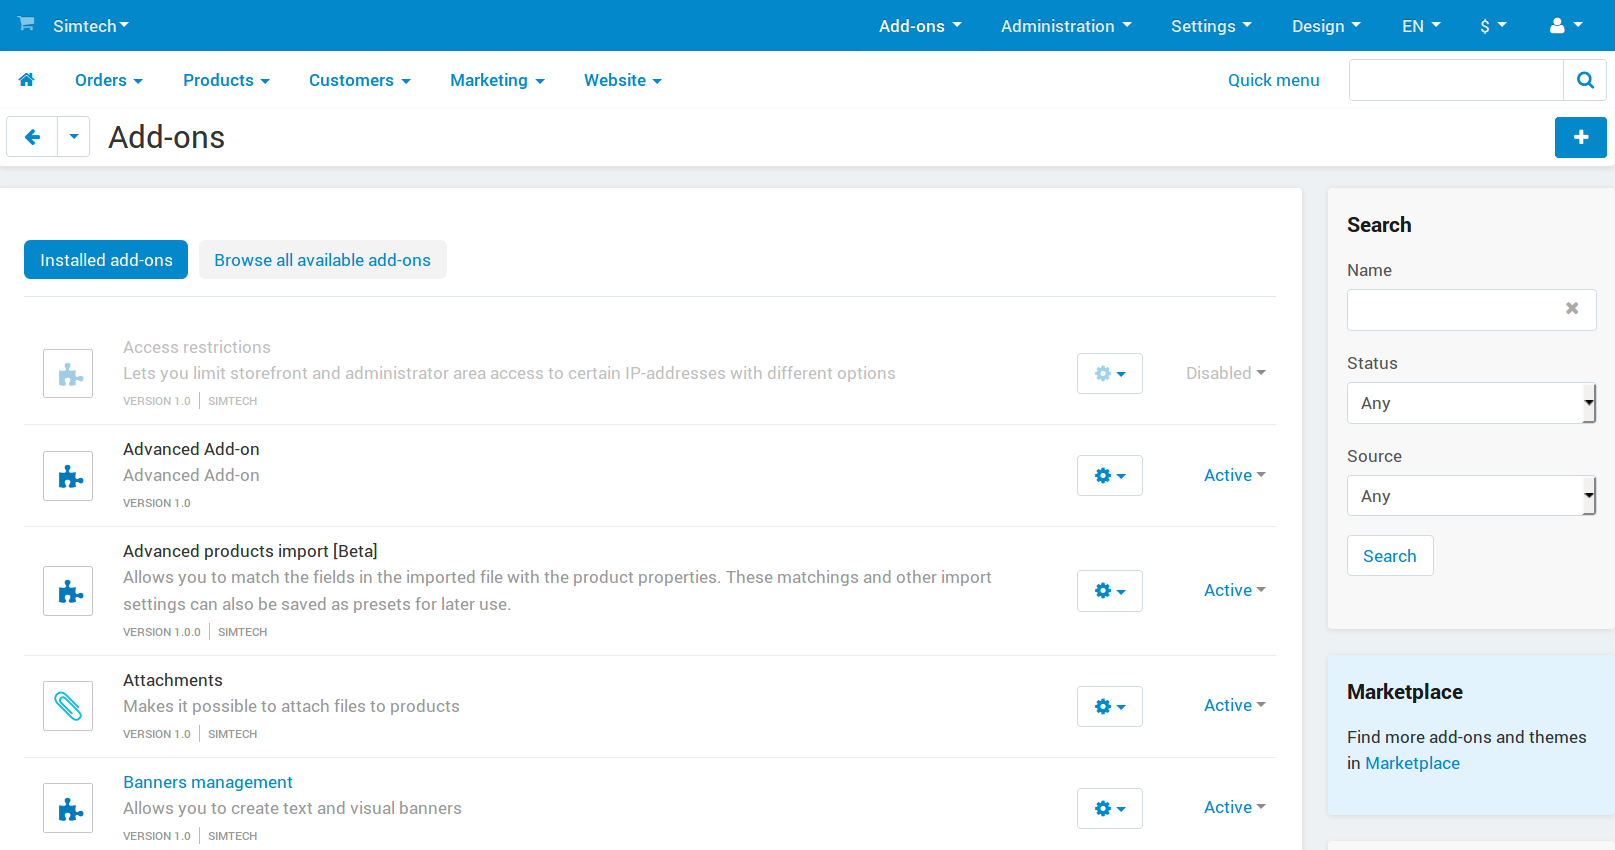 Simtech Add-ons Administration Settings Design EN $
Orders Products Customers Marketing Website Quick menu
Add-ons
Installed add-ons Browse all available add-ons
Access restrictions
Lets you limit storefront and administrator area access to certain IP-addresses with different options
VERSION 1.0 SIMTECH
Disabled
Advanced Add-on
Advanced Add-on
VERSION 1.0
Active
Advanced products import [Beta]
Allows you to match the fields in the imported file with the product properties. These matchings and other import
settings can also be saved as presets for later use.
VERSION 1.0.0 SIMTECH
Active
Attachments
Makes it possible to attach files to products
VERSION 1.0 SIMTECH
Active
Banners management
Allows you to create text and visual banners
VERSION 1.0 SIMTECH
Active
Search
Name
Status
Any
Source
Any
Search
Marketplace
Find more add-ons and themes
in Marketplace